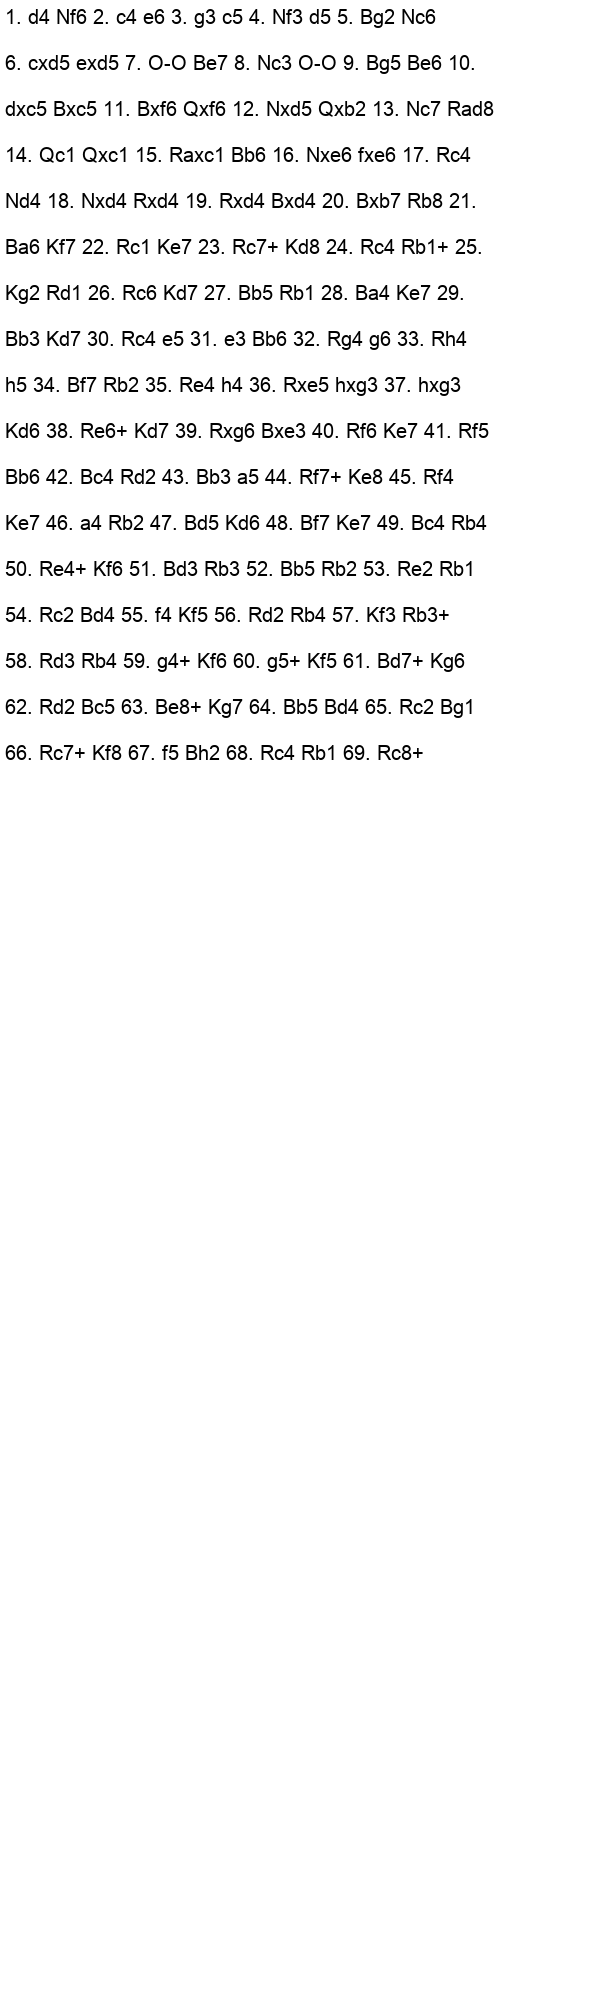 1. d4 Nf6 2. c4 e6 3. g3 c5 4. Nf3 d5 5. Bg2 Nc6
6. cxd5 exd5 7. O-O Be7 8. Nc3 O-O 9. Bg5 Be6 10.
dxc5 Bxc5 11. Bxf6 Qxf6 12. Nxd5 Qxb2 13. Nc7 Rad8
14. Qc1 Qxc1 15. Raxc1 Bb6 16. Nxe6 fxe6 17. Rc4
Nd4 18. Nxd4 Rxd4 19. Rxd4 Bxd4 20. Bxb7 Rb8 21.
Ba6 Kf7 22. Rc1 Ke7 23. Rc7+ Kd8 24. Rc4 Rb1+ 25.
Kg2 Rd1 26. Rc6 Kd7 27. Bb5 Rb1 28. Ba4 Ke7 29.
Bb3 Kd7 30. Rc4 e5 31. e3 Bb6 32. Rg4 g6 33. Rh4
h5 34. Bf7 Rb2 35. Re4 h4 36. Rxe5 hxg3 37. hxg3
Kd6 38. Re6+ Kd7 39. Rxg6 Bxe3 40. Rf6 Ke7 41. Rf5
Bb6 42. Bc4 Rd2 43. Bb3 a5 44. Rf7+ Ke8 45. Rf4
Ke7 46. a4 Rb2 47. Bd5 Kd6 48. Bf7 Ke7 49. Bc4 Rb4
50. Re4+ Kf6 51. Bd3 Rb3 52. Bb5 Rb2 53. Re2 Rb1
54. Rc2 Bd4 55. f4 Kf5 56. Rd2 Rb4 57. Kf3 Rb3+
58. Rd3 Rb4 59. g4+ Kf6 60. g5+ Kf5 61. Bd7+ Kg6
62. Rd2 Bc5 63. Be8+ Kg7 64. Bb5 Bd4 65. Rc2 Bg1
66. Rc7+ Kf8 67. f5 Bh2 68. Rc4 Rb1 69. Rc8+